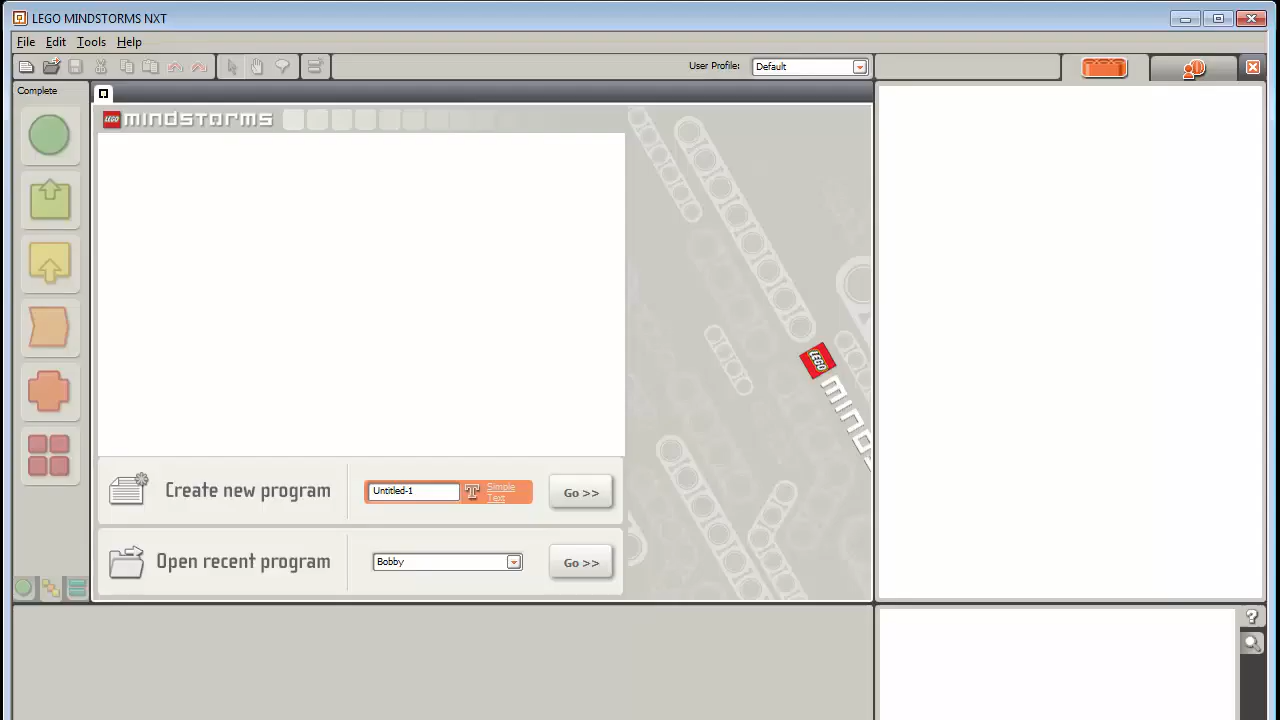 LEGO MINDSTORMS NXT
File Edit Tools Help
User Profile: Default
Complete
LEGO mindstorms
LEGO MINDS
Create new program Untitled-1 T Simple Text Go >>
Open recent program Bobby Go >>
?